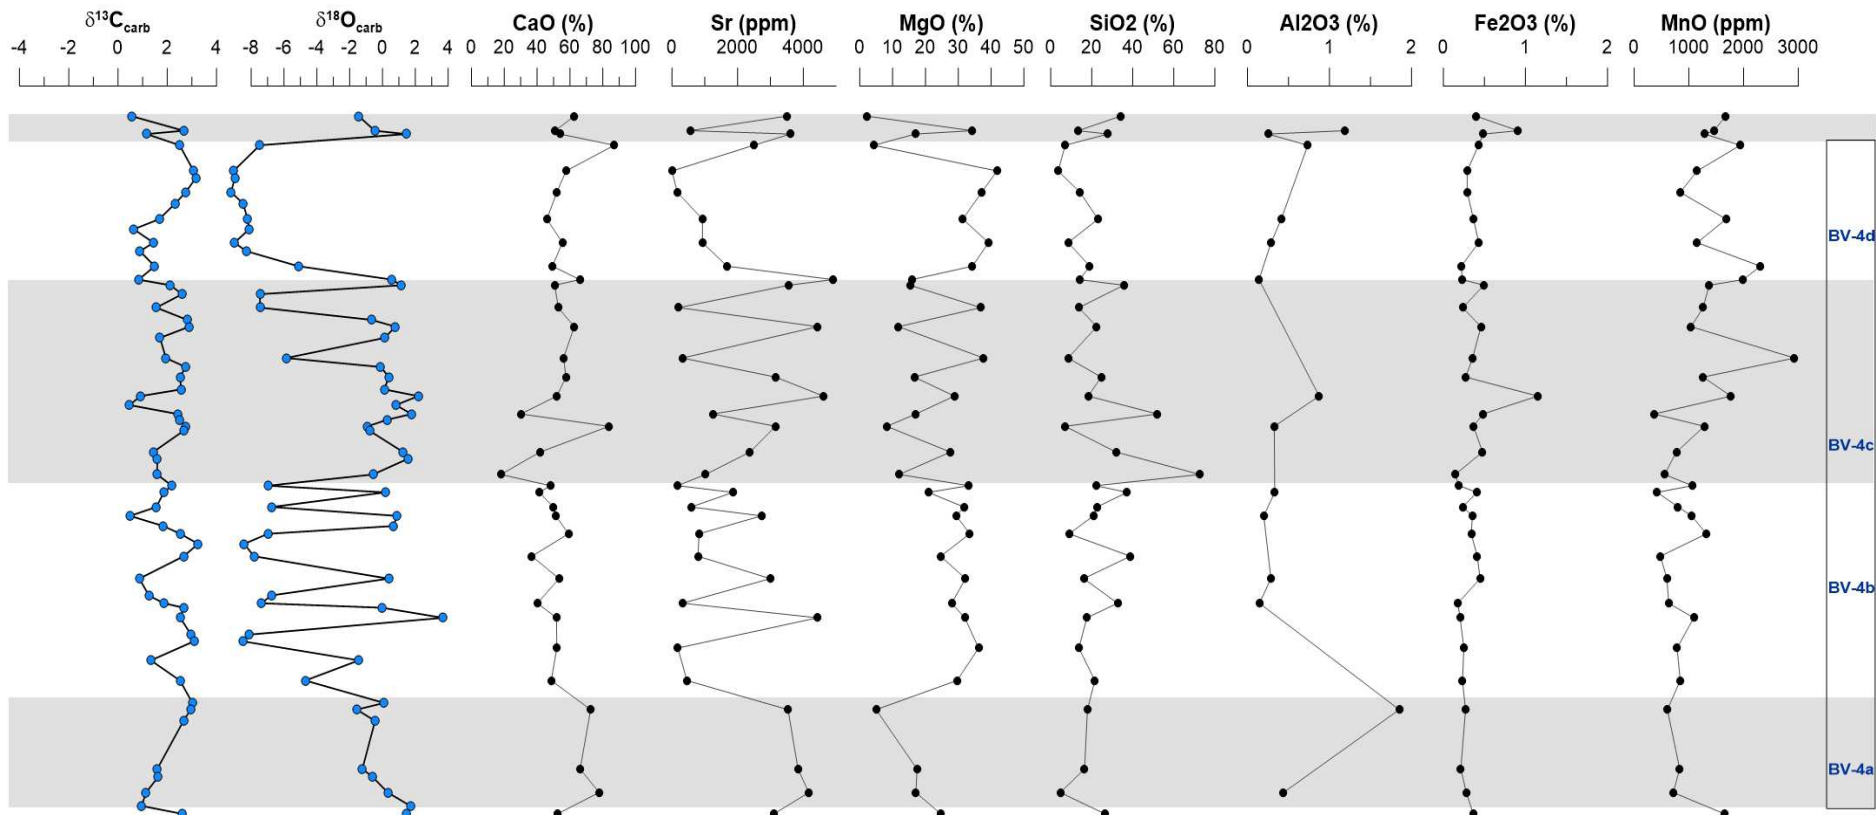 δ13Ccarb δ18Ocarb CaO (%) Sr (ppm) MgO (%) SiO2 (%) Al2O3 (%) Fe2O3 (%) MnO (ppm)
-4 -2 0 2 4 -8 -6 -4 -2 0 2 4 0 20 40 60 80 100 0 2000 4000 0 10 20 30 40 50 0 20 40 60 80 0 1 2 0 1 2 0 1000 2000 3000
BV-4d
BV-4c
BV-4b
BV-4a